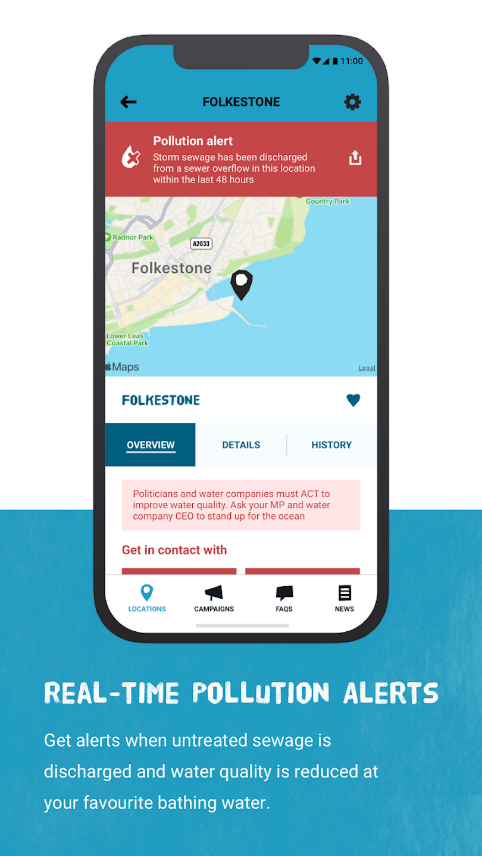 11:00
FOLKESTONE
Pollution alert
Storm sewage has been discharged
from a sewer overflow in this location
within the last 48 hours
Country Park
Radnor Park
A2033
Folkestone
Lower Leas
Coastal Park
Maps
Legal
FOLKESTONE
OVERVIEW DETAILS HISTORY
Politicians and water companies must ACT to
improve water quality. Ask your MP and water
company CEO to stand up for the ocean
Get in contact with
LOCATIONS CAMPAIGNS FAQS NEWS
REAL-TIME POLLUTION ALERTS
Get alerts when untreated sewage is
discharged and water quality is reduced at
your favourite bathing water.